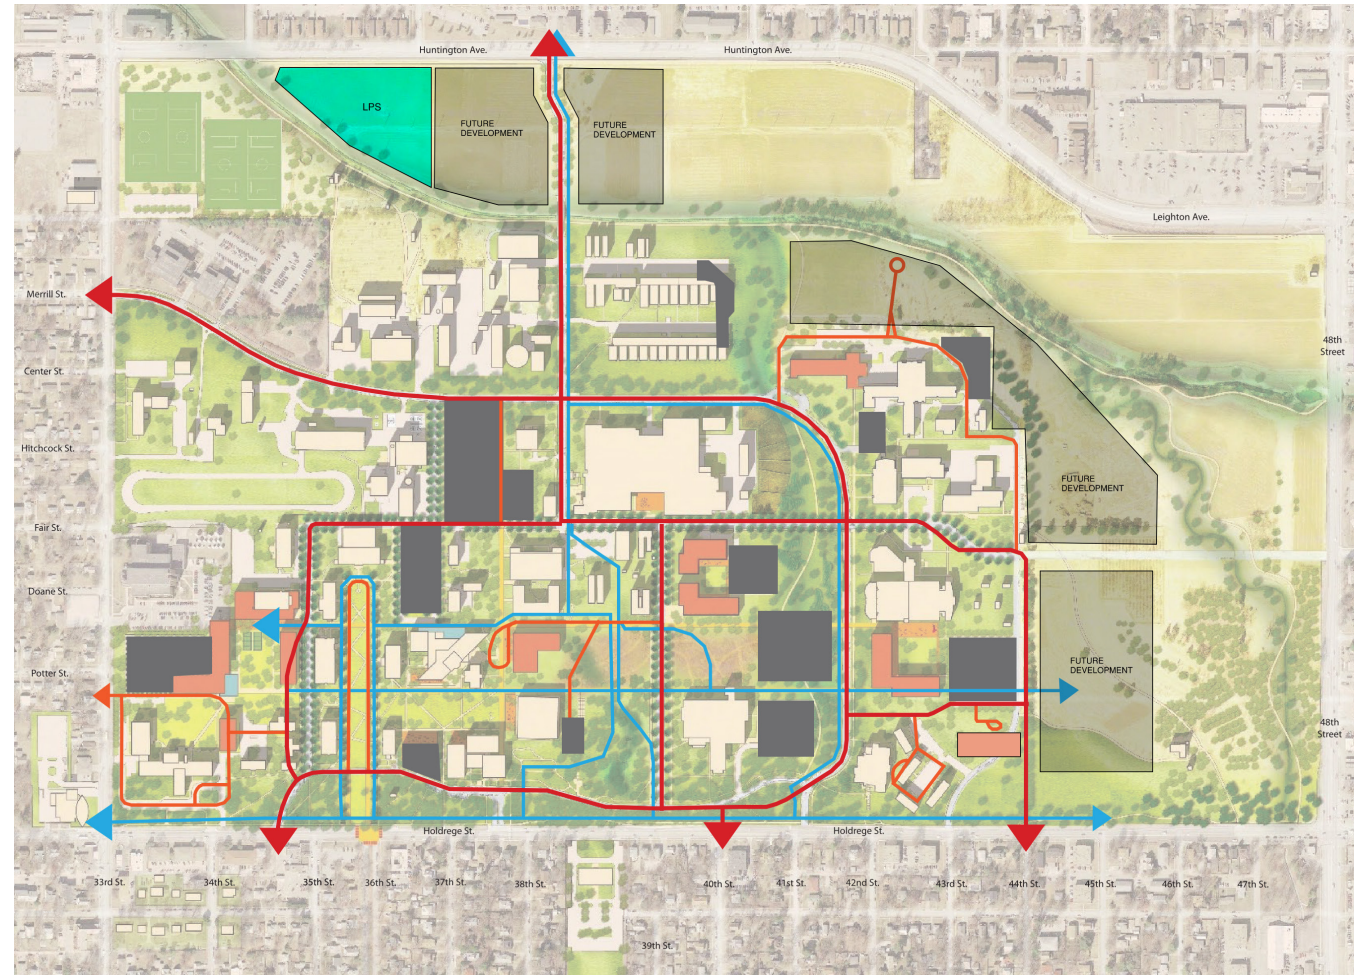 Huntington Ave.
Huntington Ave.
LPS
FUTURE
DEVELOPMENT
FUTURE
DEVELOPMENT
Leighton Ave.
Merrill St.
48th
Street
Center St.
Hitchcock St.
FUTURE
DEVELOPMENT
Fair St.
Doane St.
FUTURE
DEVELOPMENT
Potter St.
48th
Street
Holdrege St.
Holdrege St.
33rd St.
34th St.
35th St.
36th St.
37th St.
38th St.
40th St.
41st St.
42nd St.
43rd St.
44th St.
45th St.
46th St.
47th St.
39th St.